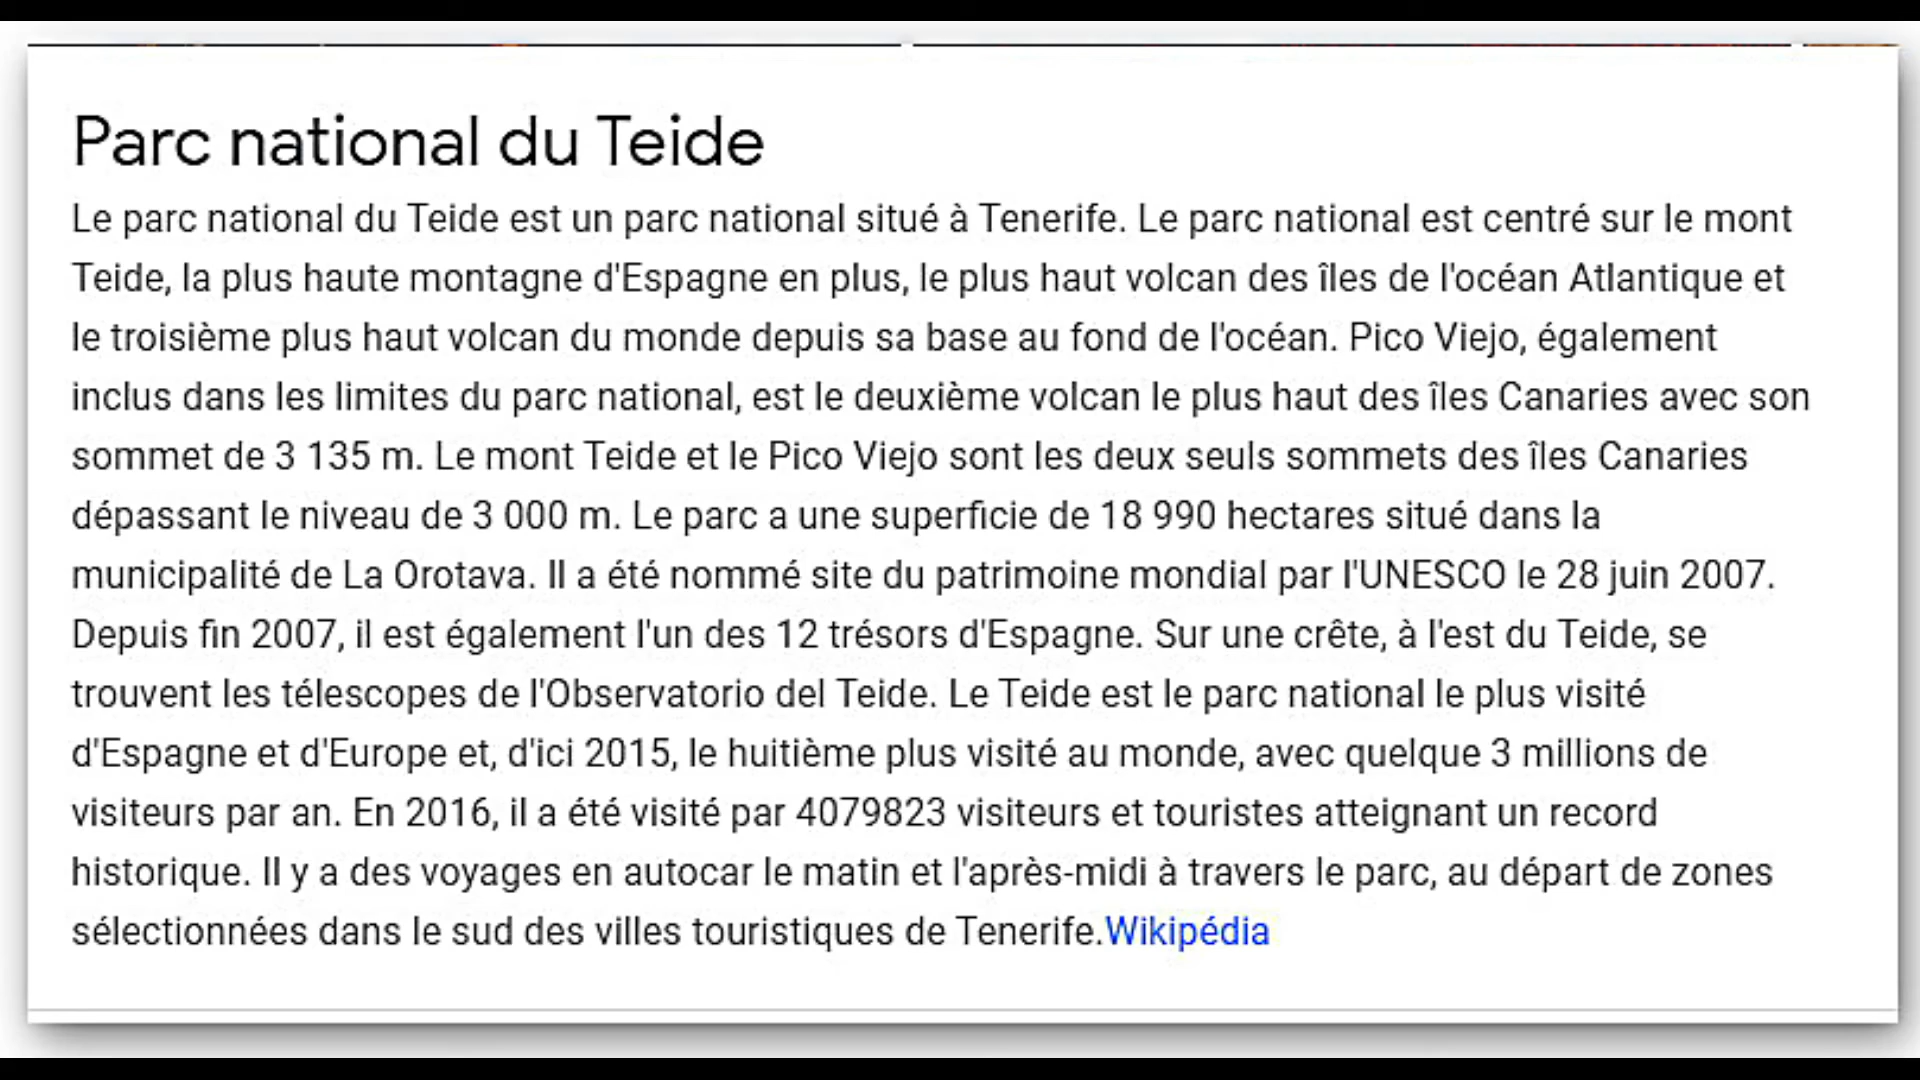 Parc national du Teide
Le parc national du Teide est un parc national situé à Tenerife. Le parc national est centré sur le mont
Teide, la plus haute montagne d'Espagne en plus, le plus haut volcan des îles de l'océan Atlantique et
le troisième plus haut volcan du monde depuis sa base au fond de l'océan. Pico Viejo, également
inclus dans les limites du parc national, est le deuxième volcan le plus haut des îles Canaries avec son
sommet de 3 135 m. Le mont Teide et le Pico Viejo sont les deux seuls sommets des îles Canaries
dépassant le niveau de 3 000 m. Le parc a une superficie de 18 990 hectares situé dans la
municipalité de La Orotava. Il a été nommé site du patrimoine mondial par l'UNESCO le 28 juin 2007.
Depuis fin 2007, il est également l'un des 12 trésors d'Espagne. Sur une crête, à l'est du Teide, se
trouvent les télescopes de l'Observatorio del Teide. Le Teide est le parc national le plus visité
d'Espagne et d'Europe et, d'ici 2015, le huitième plus visité au monde, avec quelque 3 millions de
visiteurs par an. En 2016, il a été visité par 4079823 visiteurs et touristes atteignant un record
historique. Il y a des voyages en autocar le matin et l'après-midi à travers le parc, au départ de zones
sélectionnées dans le sud des villes touristiques de Tenerife.Wikipédia